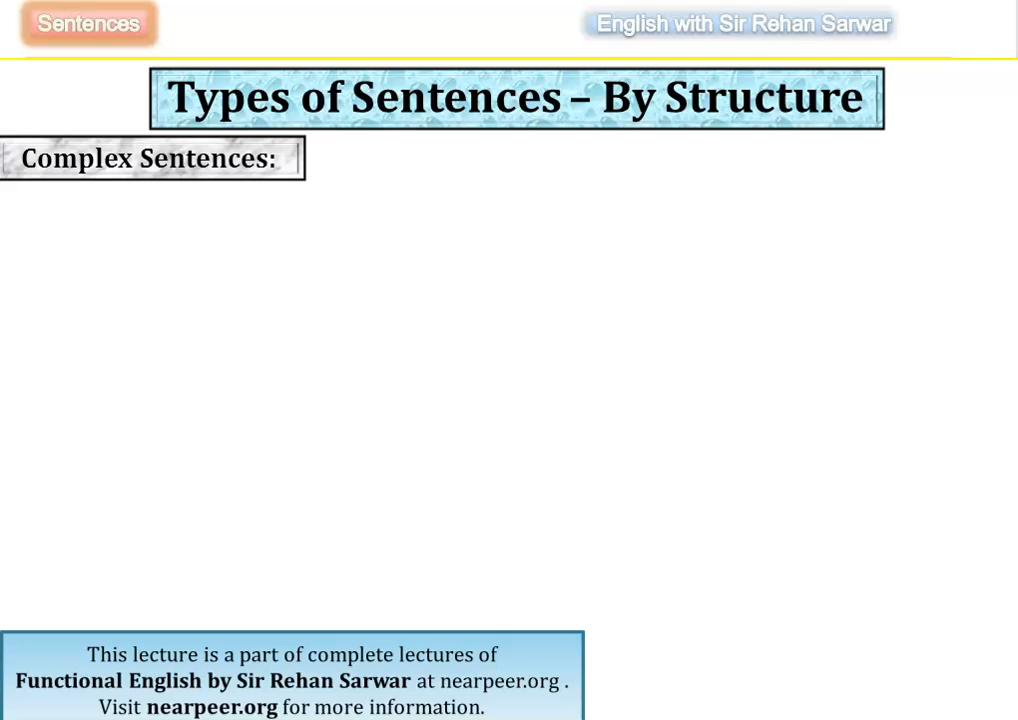 Sentences
English with Sir Rehan Sarwar
Types of Sentences – By Structure
Complex Sentences:
This lecture is a part of complete lectures of
Functional English by Sir Rehan Sarwar at nearpeer.org .
Visit nearpeer.org for more information.